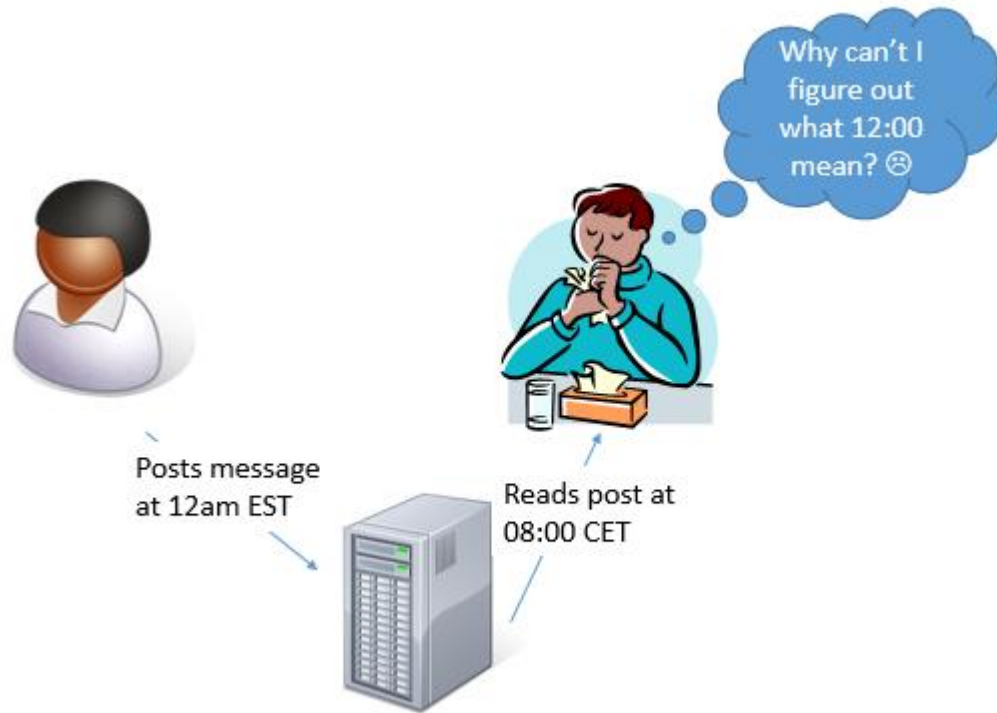 Why can't I
figure out
what 12:00
mean? ☹
Posts message
at 12am EST
Reads post at
08:00 CET